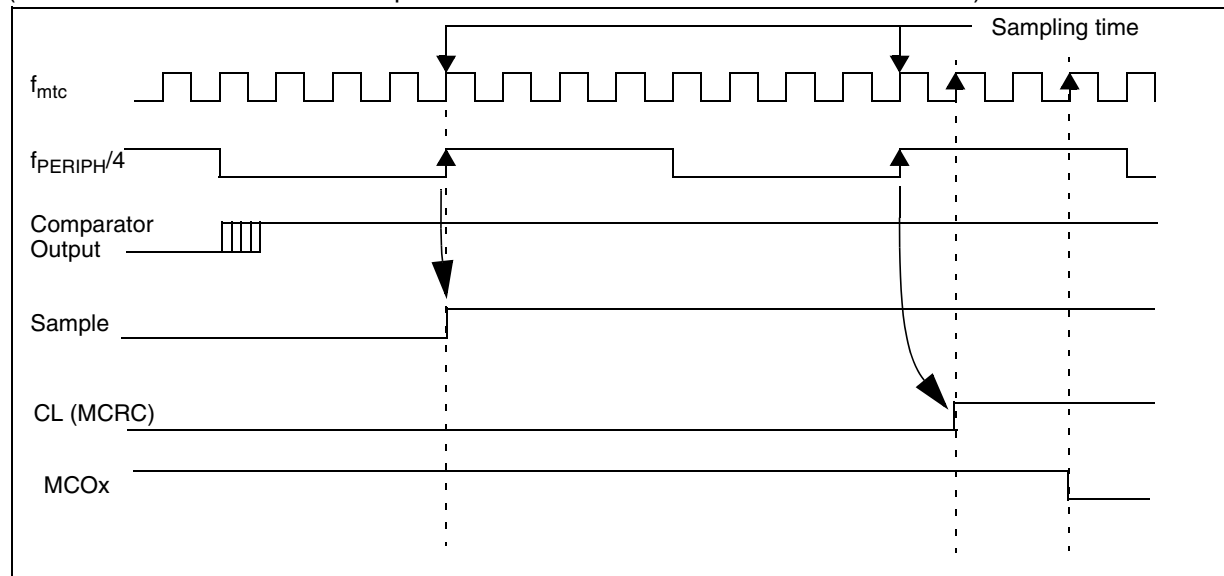 Sampling time
fmtc
fPERIPH/4
Comparator
Output
Sample
CL (MCRC)
MCOx